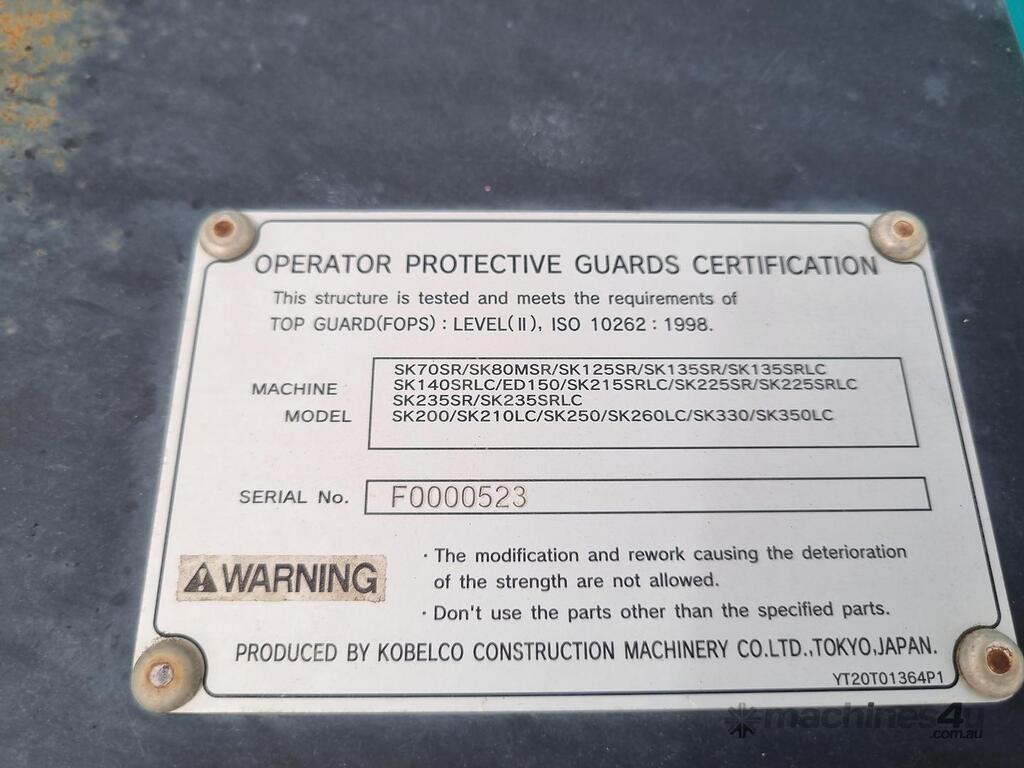 OPERATOR PROTECTIVE GUARDS CERTIFICATION
This structure is tested and meets the requirements of
TOP GUARD(FOPS) : LEVEL(II), ISO 10262 : 1998.
MACHINE MODEL
SK70SR/SK80MSR/SK125SR/SK135SR/SK135SRLC
SK140SRLC/ED150/SK215SRLC/SK225SR/SK225SRLC
SK235SR/SK235SRLC
SK200/SK210LC/SK250/SK260LC/SK330/SK350LC
SERIAL No. F0000523
WARNING
· The modification and rework causing the deterioration
of the strength are not allowed.
· Don't use the parts other than the specified parts.
PRODUCED BY KOBELCO CONSTRUCTION MACHINERY CO.LTD.,TOKYO,JAPAN.
YT20T01364P1
machines4u
.com.au